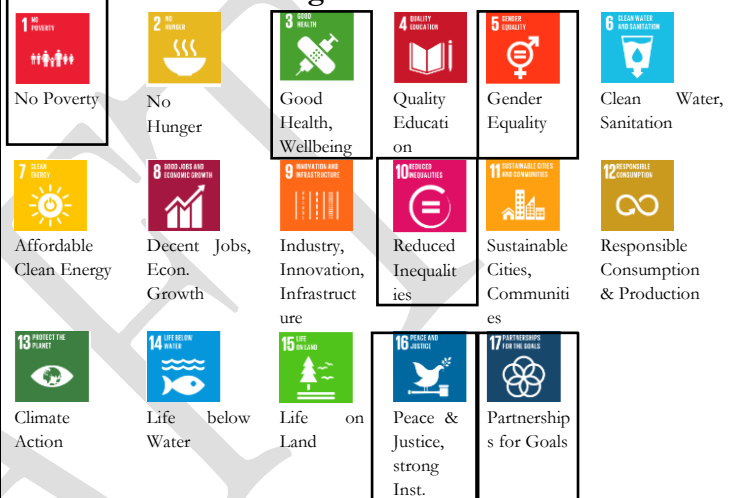 1 NO POVERTY
2 NO HUNGER
3 GOOD HEALTH
4 QUALITY EDUCATION
5 GENDER EQUALITY
6 CLEAN WATER AND SANITATION
No Poverty
No Hunger
Good Health, Wellbeing
Quality Educati on
Gender Equality
Clean Water, Sanitation
7 CLEAN ENERGY
8 GOOD JOBS AND ECONOMIC GROWTH
9 INNOVATION AND INFRASTRUCTURE
10 REDUCED INEQUALITIES
11 SUSTAINABLE CITIES AND COMMUNITIES
12 RESPONSIBLE CONSUMPTION
Affordable Clean Energy
Decent Jobs, Econ. Growth
Industry, Innovation, Infrastruct ure
Reduced Inequalit ies
Sustainable Cities, Communiti es
Responsible Consumption & Production
13 PROTECT THE PLANET
14 LIFE BELOW WATER
15 LIFE ON LAND
16 PEACE AND JUSTICE
17 PARTNERSHIPS FOR THE GOALS
Climate Action
Life below Water
Life on Land
Peace & Justice, strong Inst.
Partnership s for Goals